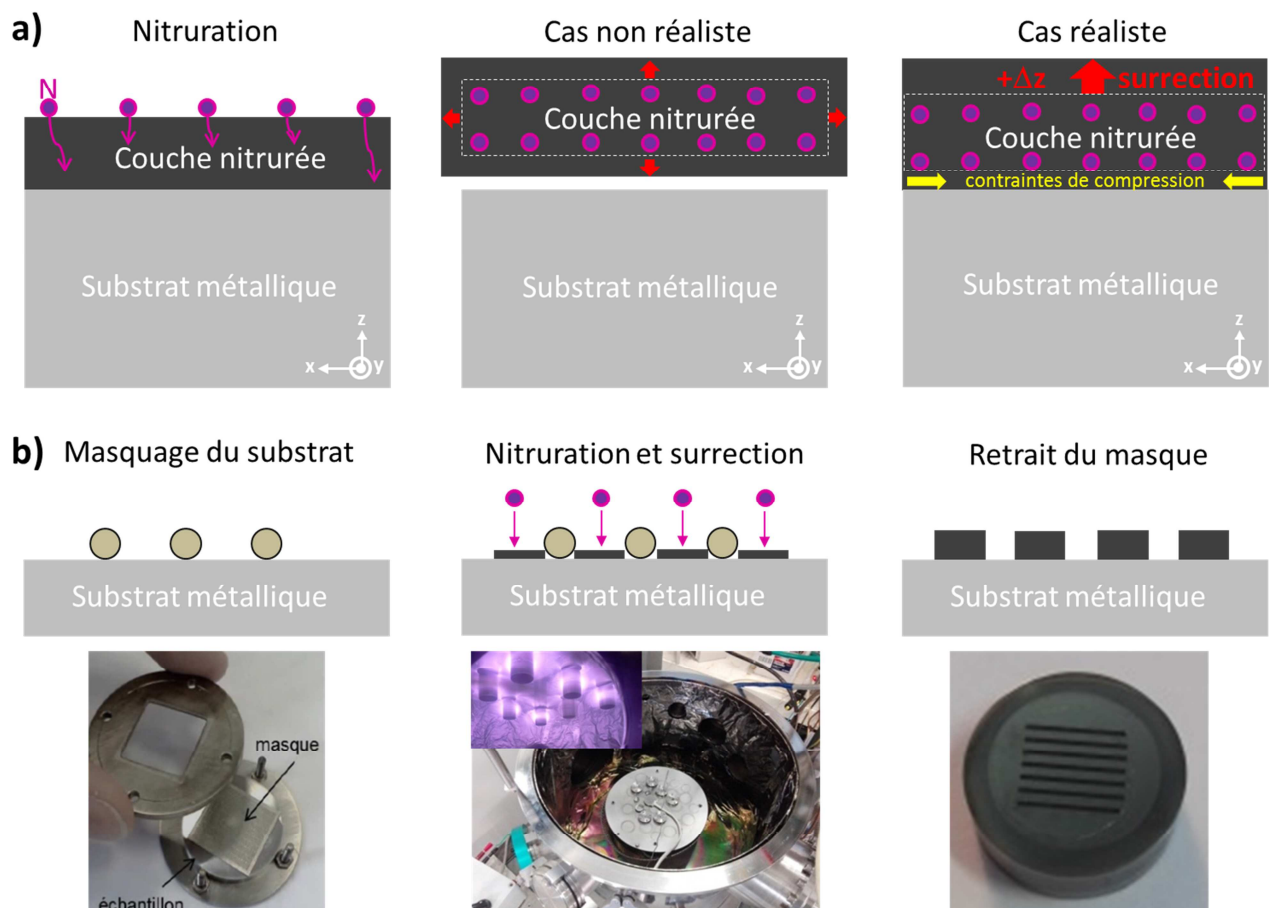 a)
Nitruration
Cas non réaliste
Cas réaliste
N
Couche nitrurée
Substrat métallique
z
x
y
Couche nitrurée
Substrat métallique
z
x
y
+Δz
surrection
Couche nitrurée
contraintes de compression
Substrat métallique
z
x
y
b)
Masquage du substrat
Nitruration et surrection
Retrait du masque
Substrat métallique
Substrat métallique
Substrat métallique
masque
échantillon